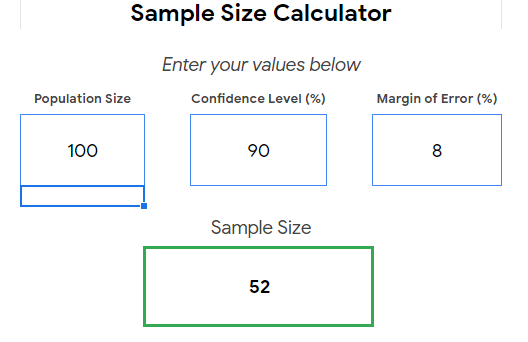 Sample Size Calculator
Enter your values below
Population Size Confidence Level (%) Margin of Error (%)
100 90 8
Sample Size
52